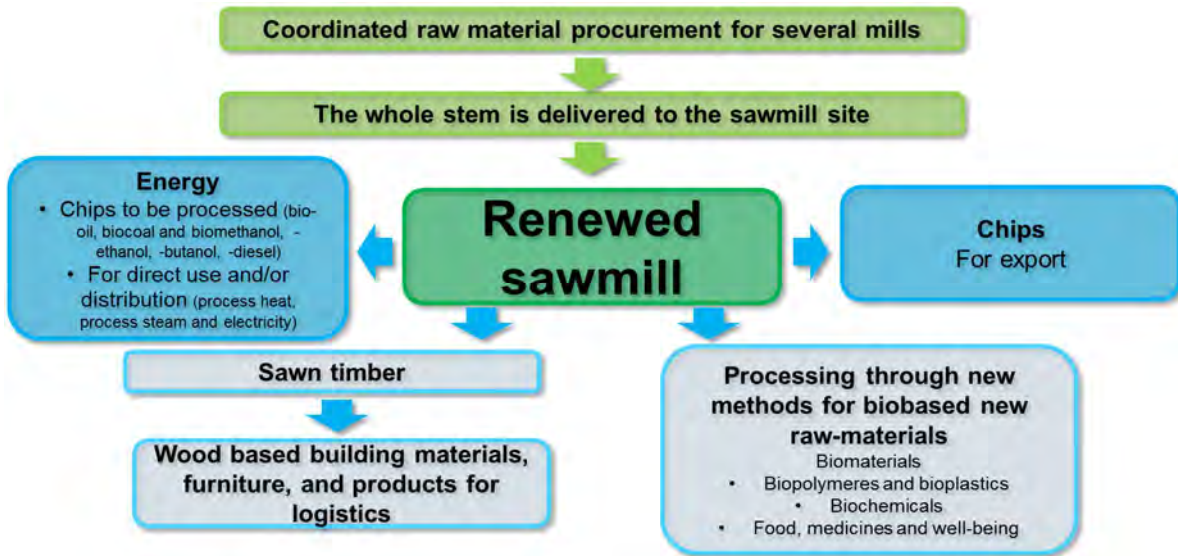 Coordinated raw material procurement for several mills
The whole stem is delivered to the sawmill site
Energy
• Chips to be processed (bio-
oil, biocoal and biomethanol, -
ethanol, -butanol, -diesel)
• For direct use and/or
distribution (process heat,
process steam and electricity)
Renewed
sawmill
Chips
For export
Sawn timber
Wood based building materials,
furniture, and products for
logistics
Processing through new
methods for biobased new
raw-materials
Biomaterials
• Biopolymeres and bioplastics
• Biochemicals
• Food, medicines and well-being